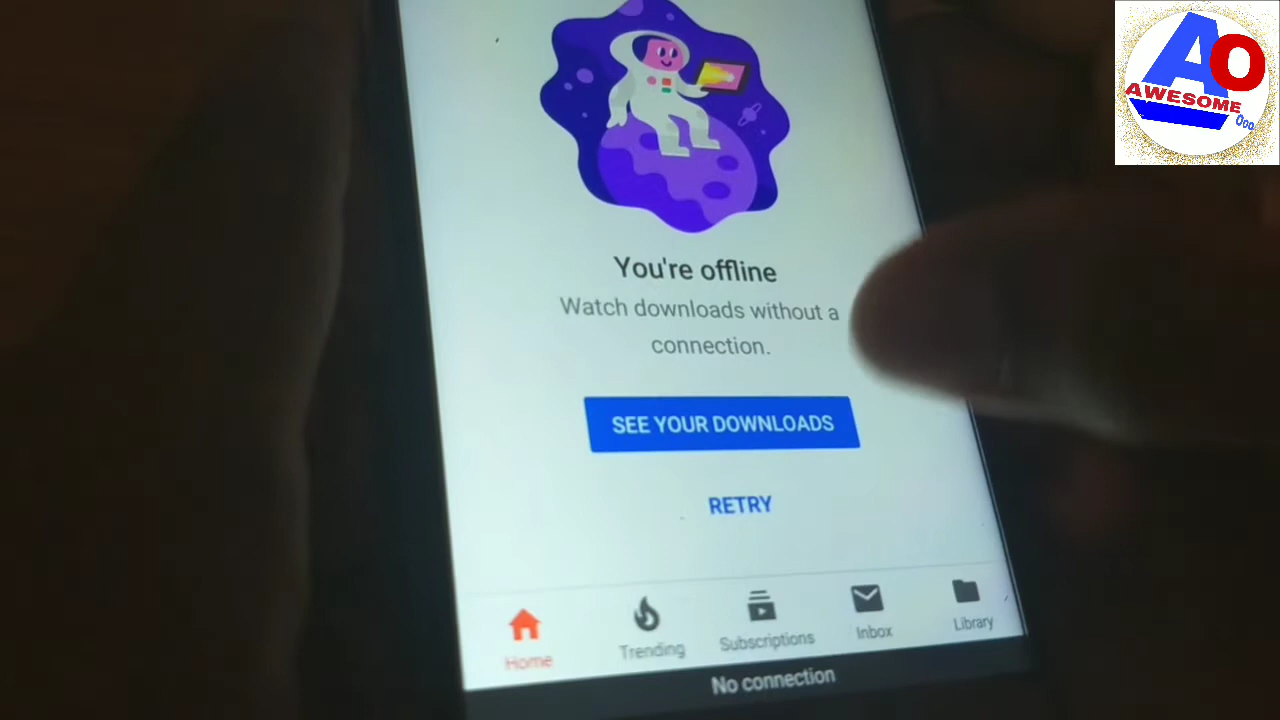 AO
AWESOME
Ooo
You're offline
Watch downloads without a
connection.
SEE YOUR DOWNLOADS
RETRY
Home
Trending
Subscriptions
Inbox
Library
No connection